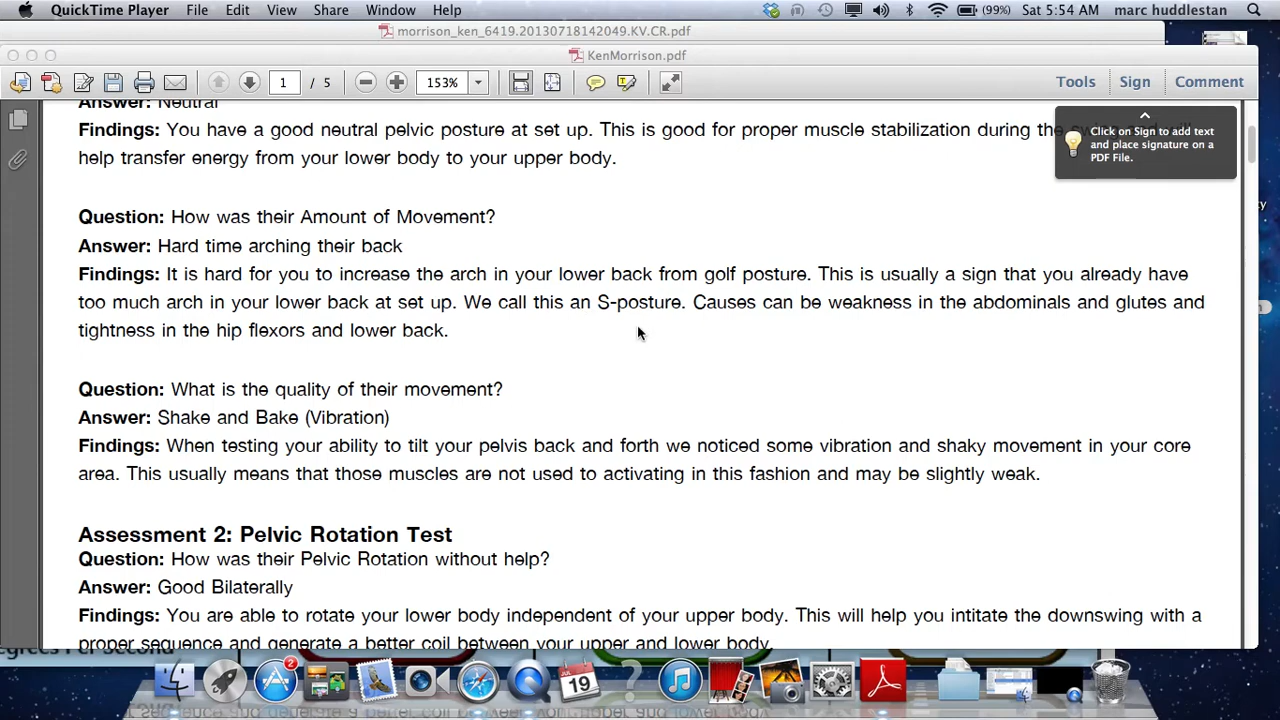 QuickTime Player File Edit View Share Window Help (99%) Sat 5:54 AM marc huddlestan
morrison_ken_6419.20130718142049.KV.CR.pdf
KenMorrison.pdf
1 / 5 153% Tools Sign Comment
Answer: Neutral
Findings: You have a good neutral pelvic posture at set up. This is good for proper muscle stabilization during the swing and will
help transfer energy from your lower body to your upper body.
Click on Sign to add text
and place signature on a
PDF File.
Question: How was their Amount of Movement?
Answer: Hard time arching their back
Findings: It is hard for you to increase the arch in your lower back from golf posture. This is usually a sign that you already have
too much arch in your lower back at set up. We call this an S-posture. Causes can be weakness in the abdominals and glutes and
tightness in the hip flexors and lower back.
Question: What is the quality of their movement?
Answer: Shake and Bake (Vibration)
Findings: When testing your ability to tilt your pelvis back and forth we noticed some vibration and shaky movement in your core
area. This usually means that those muscles are not used to activating in this fashion and may be slightly weak.
Assessment 2: Pelvic Rotation Test
Question: How was their Pelvic Rotation without help?
Answer: Good Bilaterally
Findings: You are able to rotate your lower body independent of your upper body. This will help you intitate the downswing with a
proper sequence and generate a better coil between your upper and lower body.
2
JUL
19